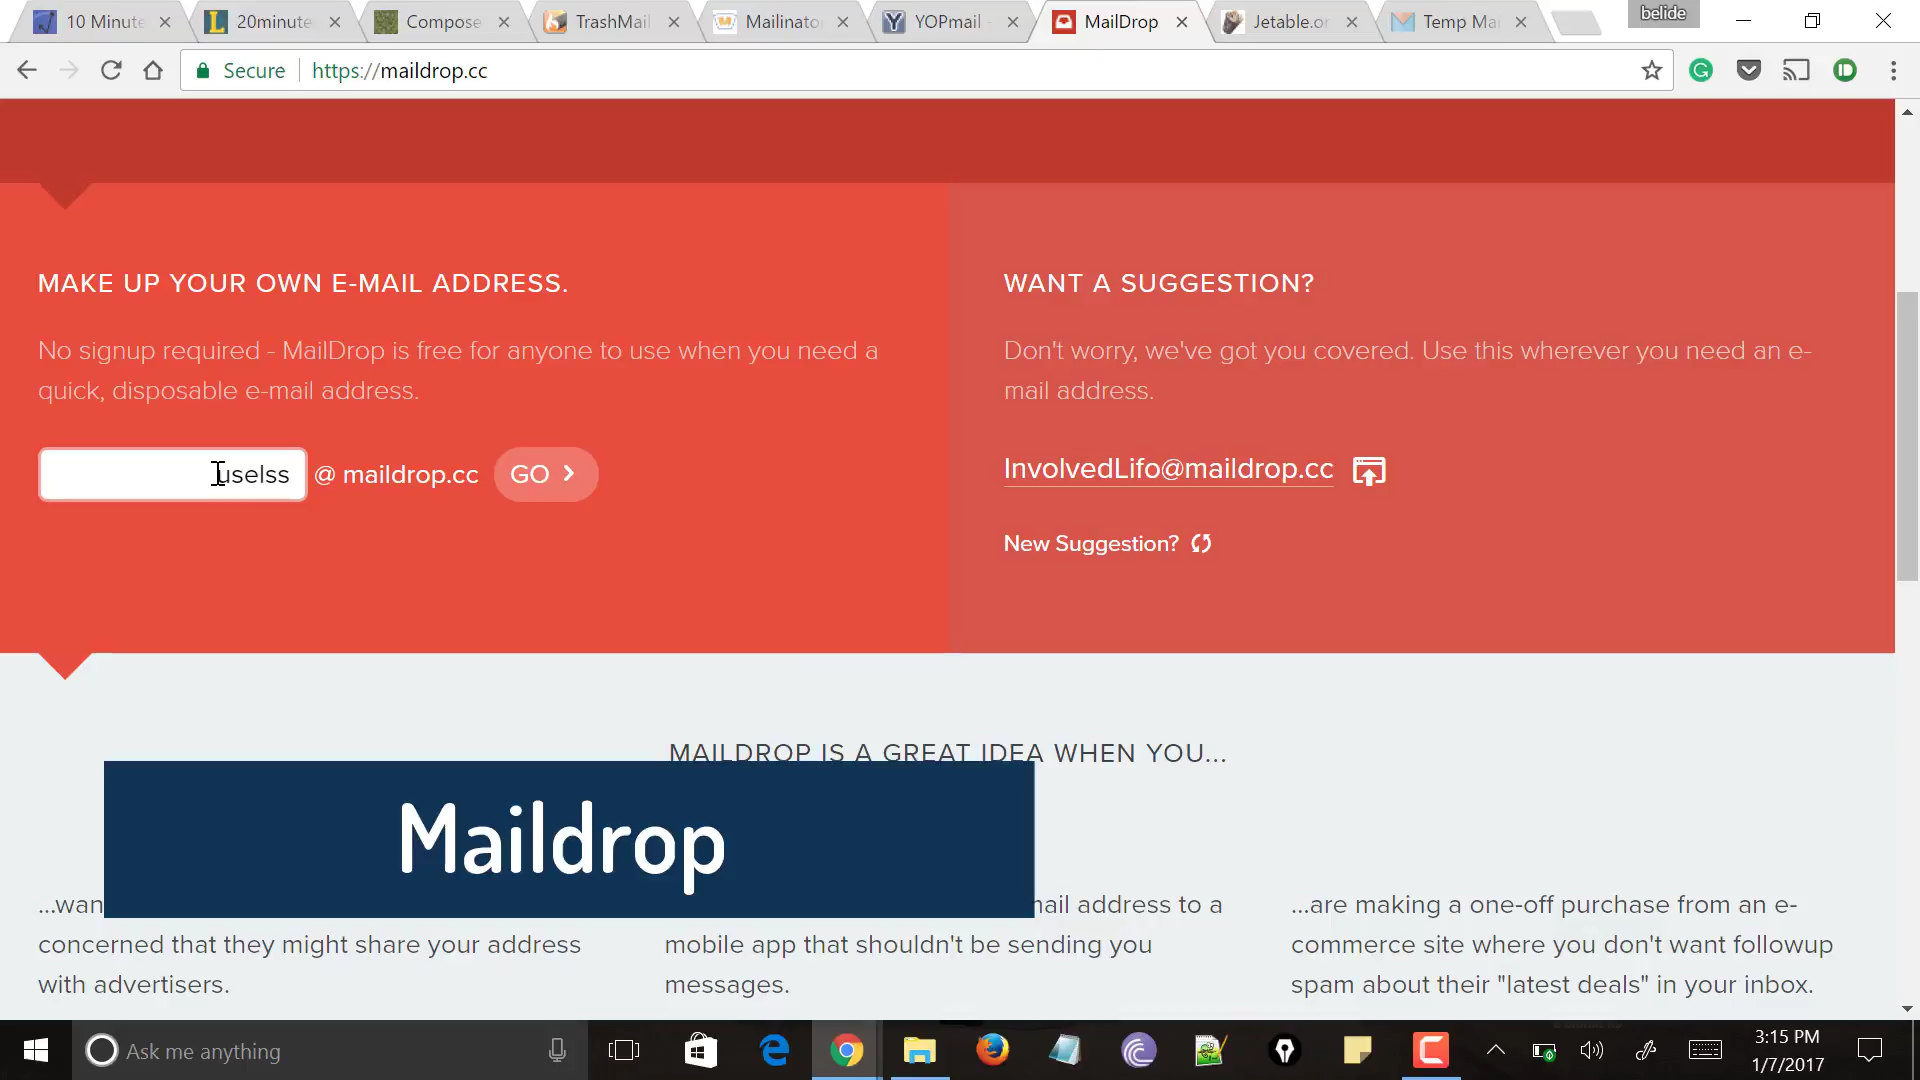 10 Minute
20minute
Compose
TrashMail
Mailinato
YOPmail -
MailDrop
Jetable.or
Temp Ma
belide
Secure
https://maildrop.cc
MAKE UP YOUR OWN E-MAIL ADDRESS.
No signup required - MailDrop is free for anyone to use when you need a
quick, disposable e-mail address.
uselss @ maildrop.cc GO
WANT A SUGGESTION?
Don't worry, we've got you covered. Use this wherever you need an e-
mail address.
InvolvedLifo@maildrop.cc
New Suggestion?
MAILDROP IS A GREAT IDEA WHEN YOU...
Maildrop
...wan
concerned that they might share your address
with advertisers.
mail address to a
mobile app that shouldn't be sending you
messages.
...are making a one-off purchase from an e-
commerce site where you don't want followup
spam about their "latest deals" in your inbox.
Ask me anything
3:15 PM
1/7/2017